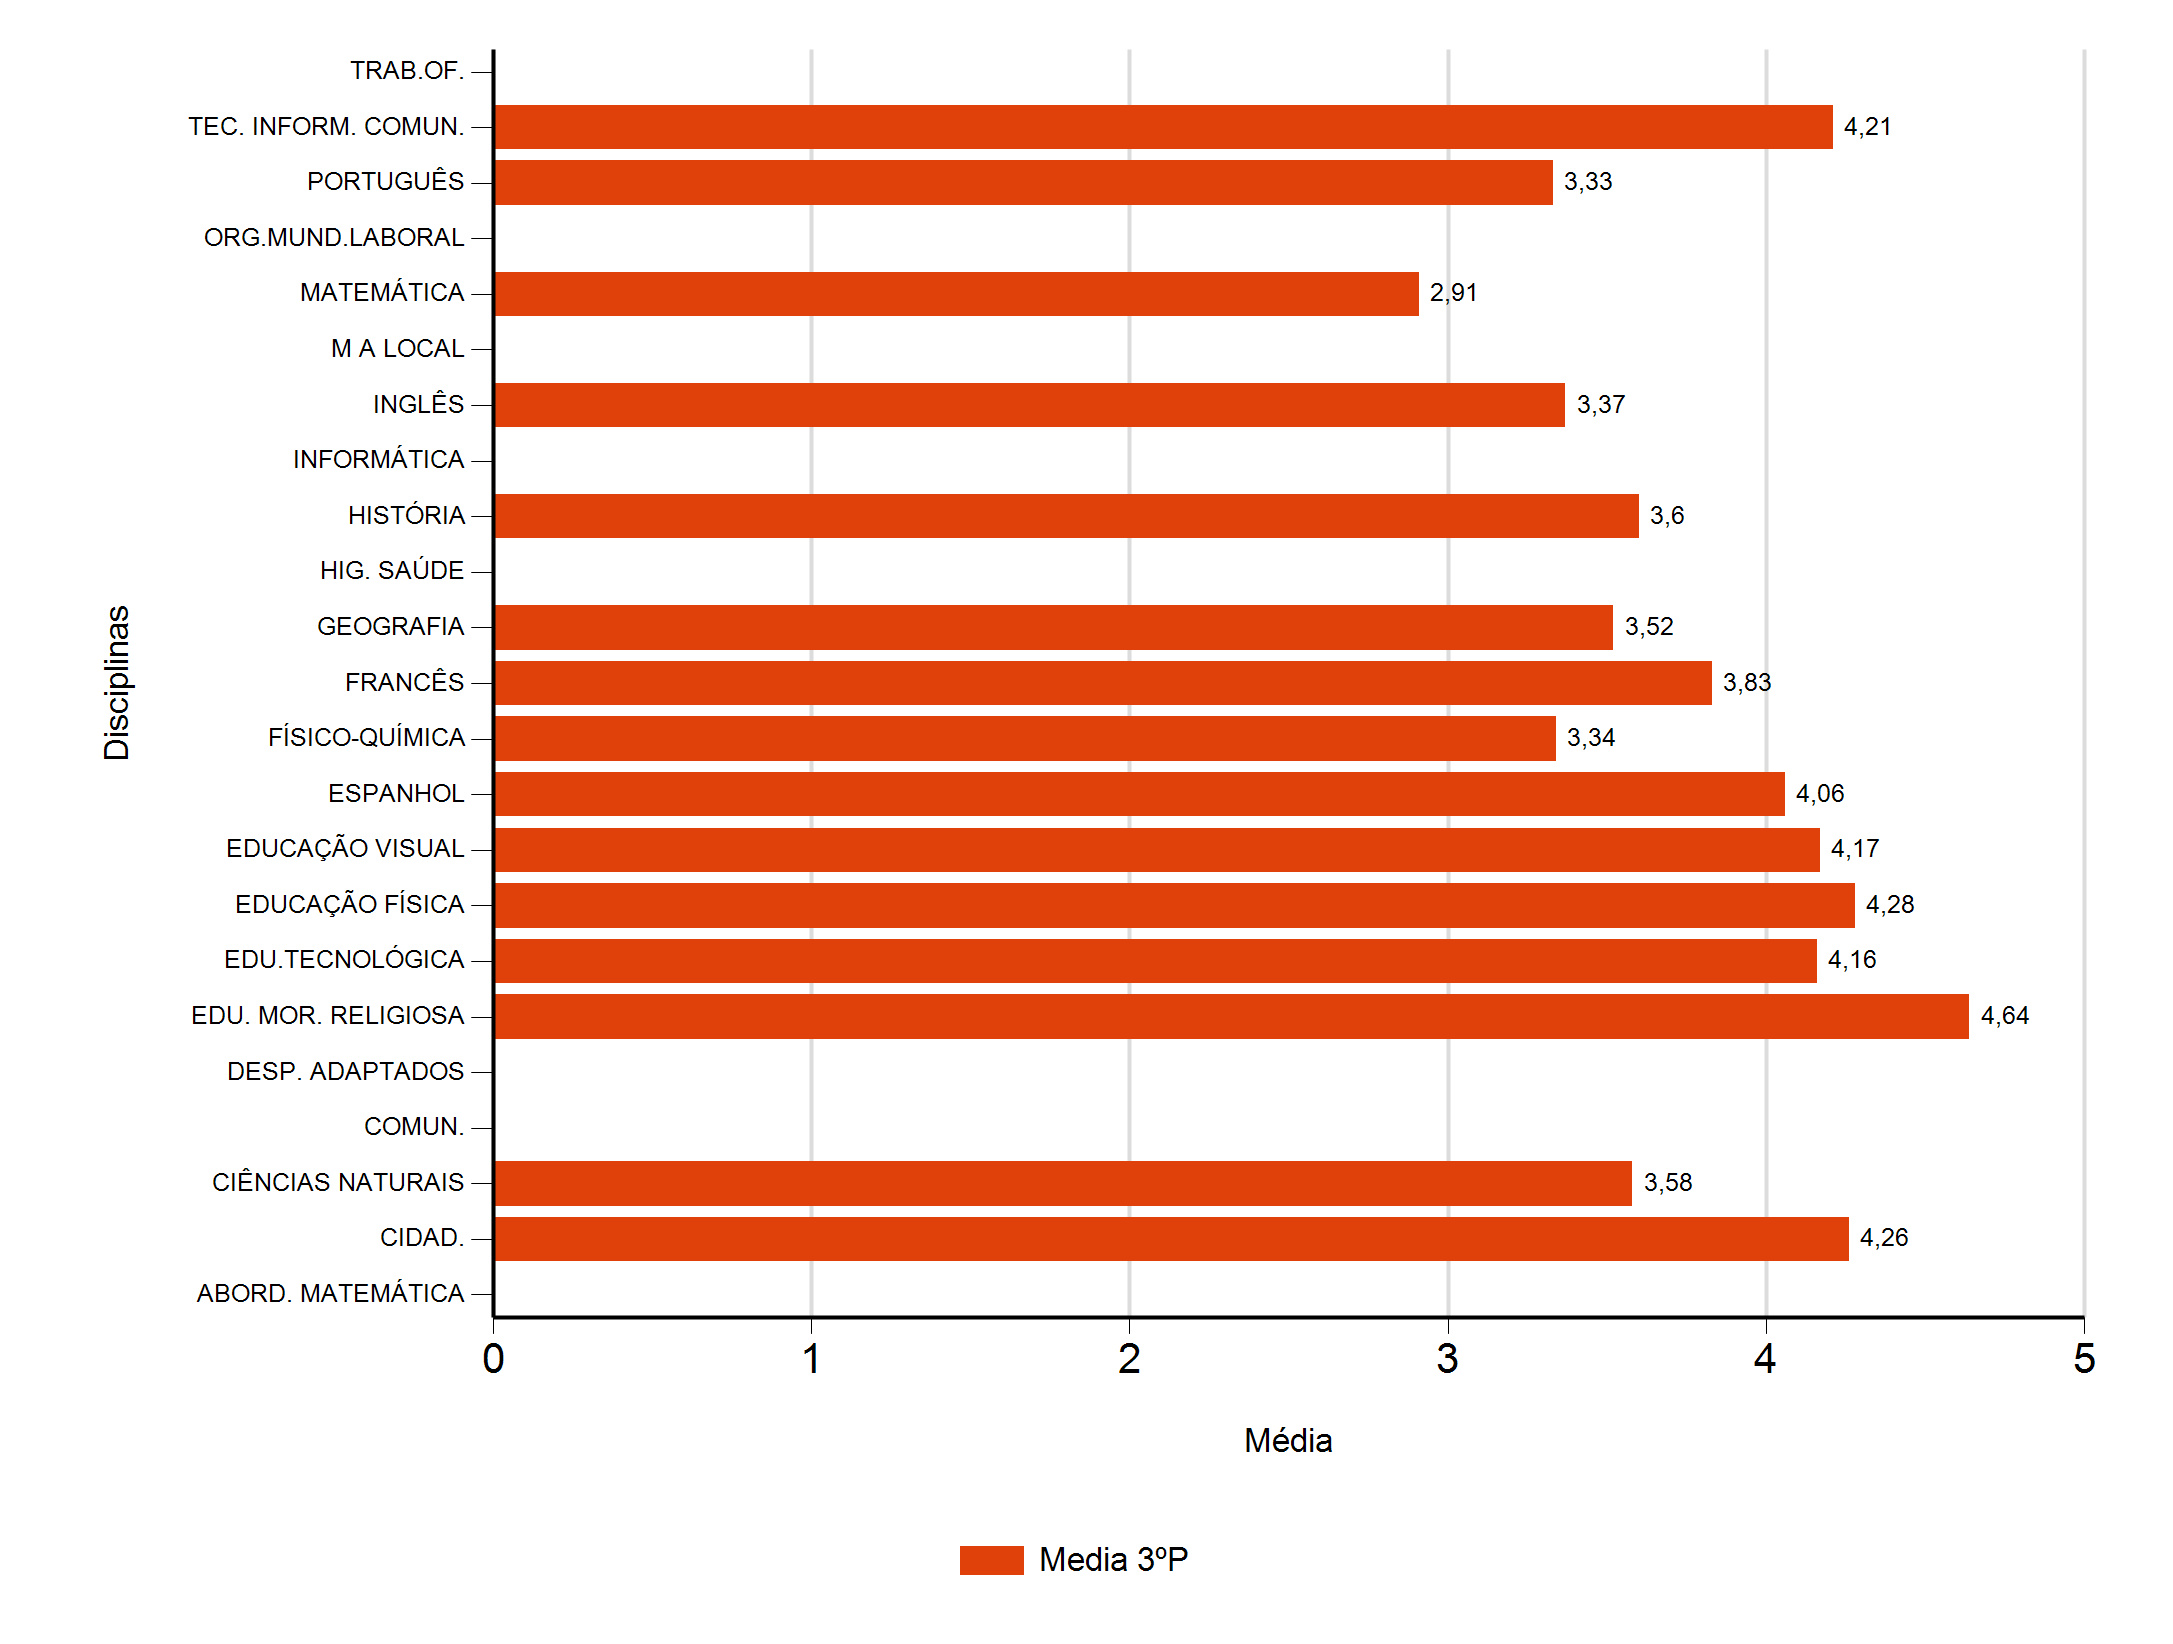 TRAB.OF.
TEC. INFORM. COMUN. 4,21
PORTUGUÊS 3,33
ORG.MUND.LABORAL
MATEMÁTICA 2,91
M A LOCAL
INGLÊS 3,37
INFORMÁTICA
HISTÓRIA 3,6
HIG. SAÚDE
GEOGRAFIA 3,52
FRANCÊS 3,83
FÍSICO-QUÍMICA 3,34
ESPANHOL 4,06
EDUCAÇÃO VISUAL 4,17
EDUCAÇÃO FÍSICA 4,28
EDU.TECNOLÓGICA 4,16
EDU. MOR. RELIGIOSA 4,64
DESP. ADAPTADOS
COMUN.
CIÊNCIAS NATURAIS 3,58
CIDAD. 4,26
ABORD. MATEMÁTICA
Disciplinas
0 1 2 3 4 5
Média
Media 3ºP